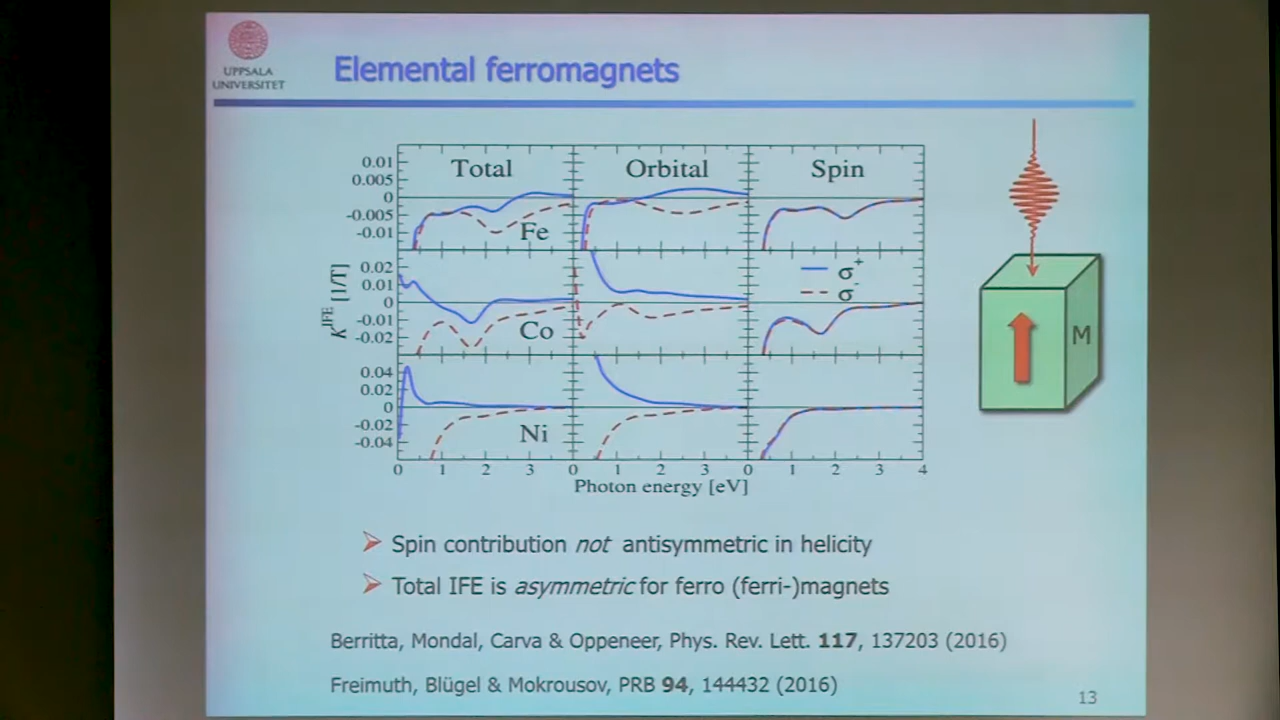 UPPSALA
UNIVERSITET
Elemental ferromagnets
Total Orbital Spin
0.01
0.005
0
-0.005
-0.01
Fe
0.02
0.01
0
-0.01
-0.02
Co
σ+
σ-
0.04
0.02
0
-0.02
-0.04
Ni
K^IFE [1/T]
0 1 2 3 0 1 2 3 0 1 2 3 4
Photon energy [eV]
M
➢ Spin contribution not antisymmetric in helicity
➢ Total IFE is asymmetric for ferro (ferri-)magnets
Berritta, Mondal, Carva & Oppeneer, Phys. Rev. Lett. 117, 137203 (2016)
Freimuth, Blügel & Mokrousov, PRB 94, 144432 (2016)
13